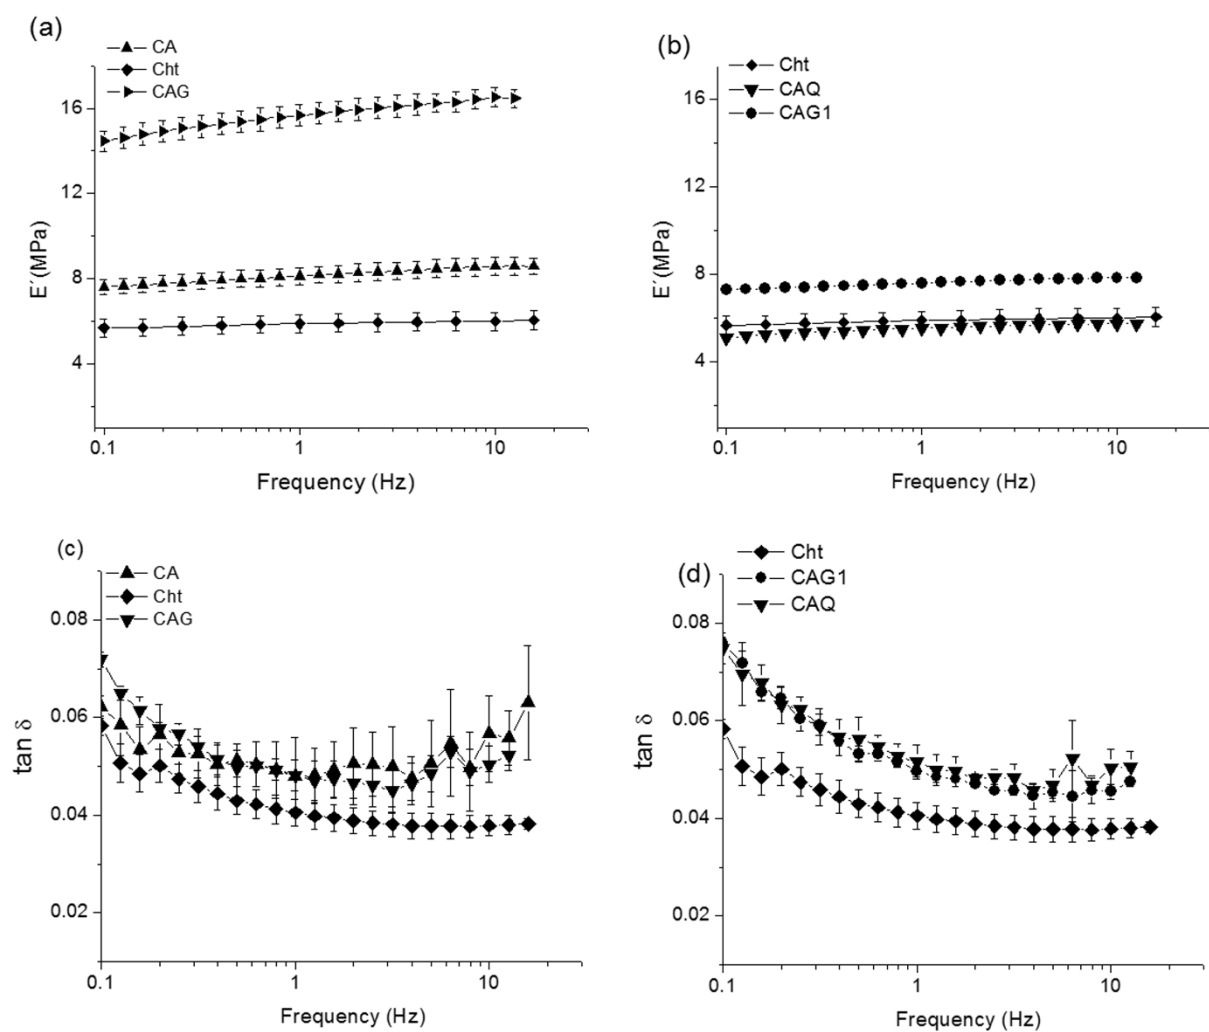 (a)
CA
Cht
CAG
16
12
8
4
E´(MPa)
0.1
1
10
Frequency (Hz)
(b)
Cht
CAQ
CAG1
16
12
8
4
E´(MPa)
0.1
1
10
Frequency (Hz)
(c)
CA
Cht
CAG
0.08
0.06
0.04
0.02
tan δ
0.1
1
10
Frequency (Hz)
(d)
Cht
CAG1
CAQ
0.08
0.06
0.04
0.02
tan δ
0.1
1
10
Frequency (Hz)